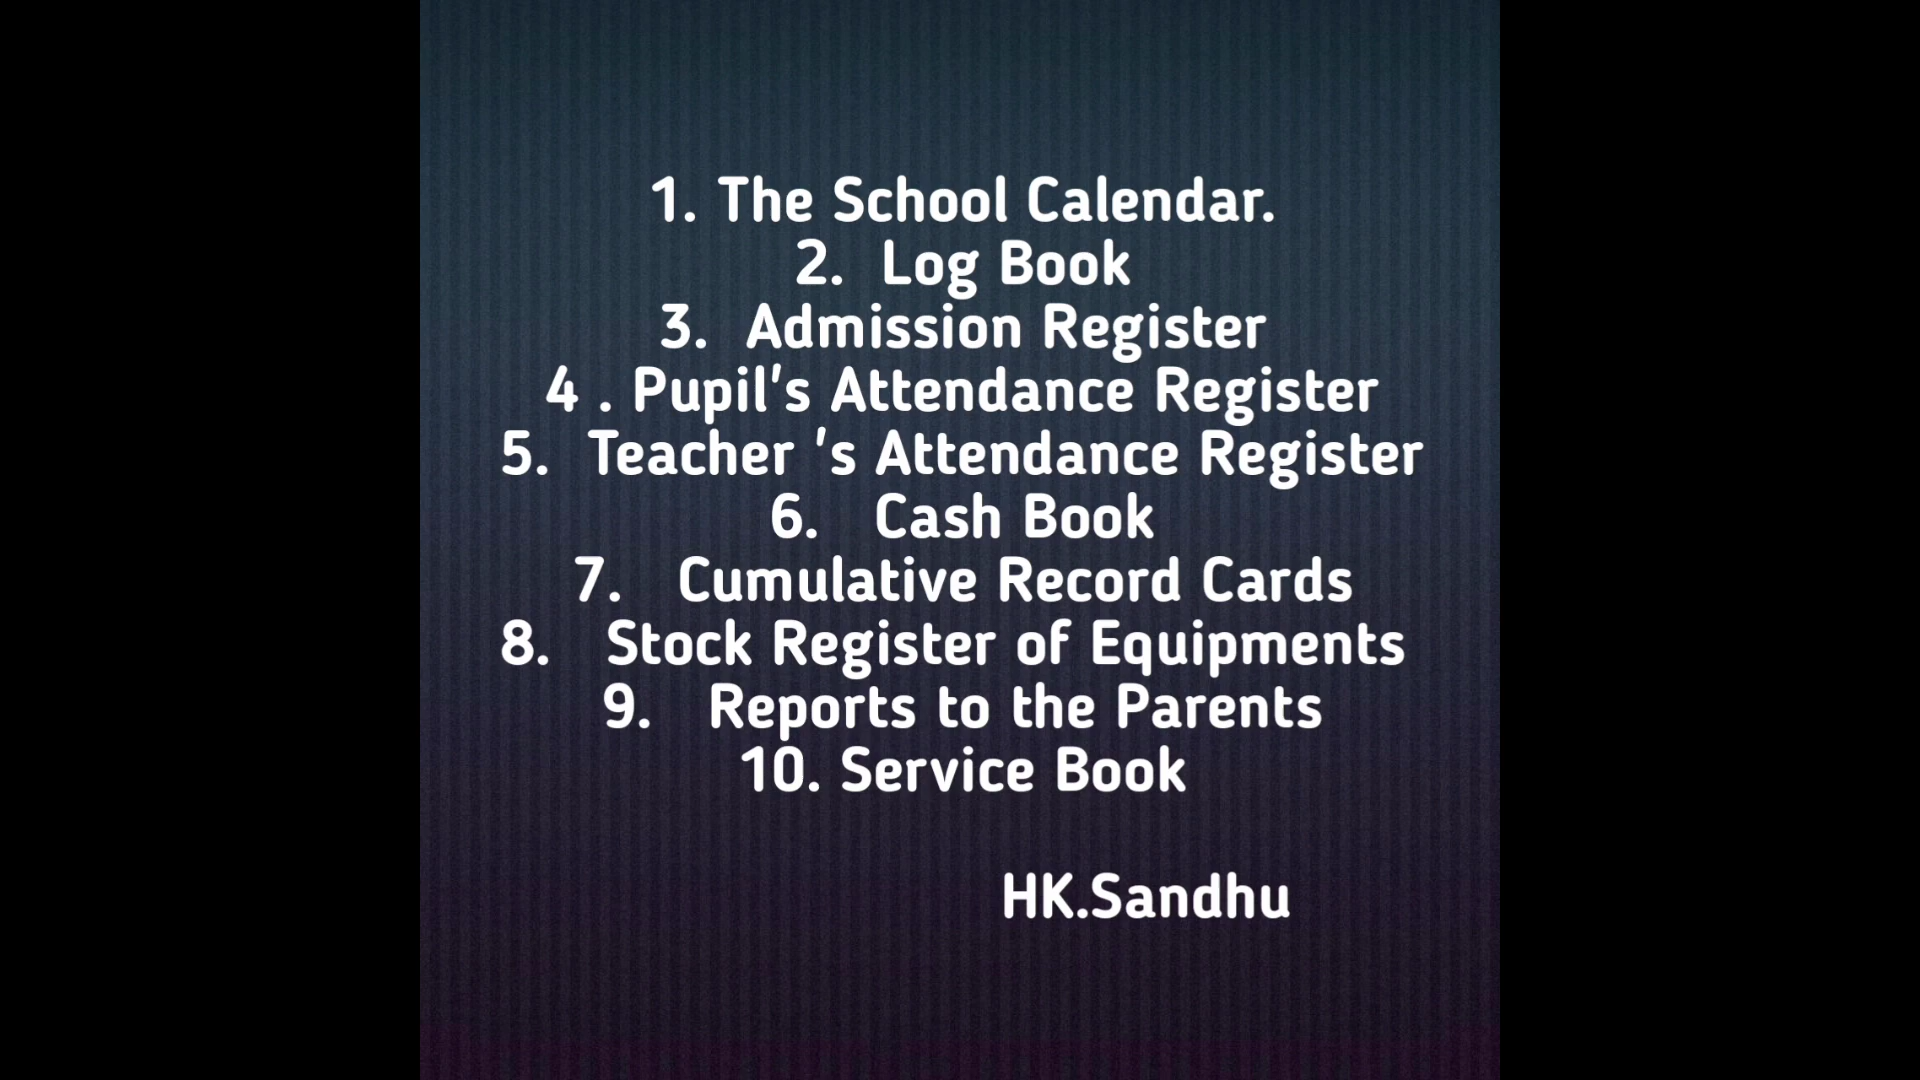 1. The School Calendar.
2. Log Book
3. Admission Register
4 . Pupil's Attendance Register
5. Teacher 's Attendance Register
6. Cash Book
7. Cumulative Record Cards
8. Stock Register of Equipments
9. Reports to the Parents
10. Service Book
HK.Sandhu